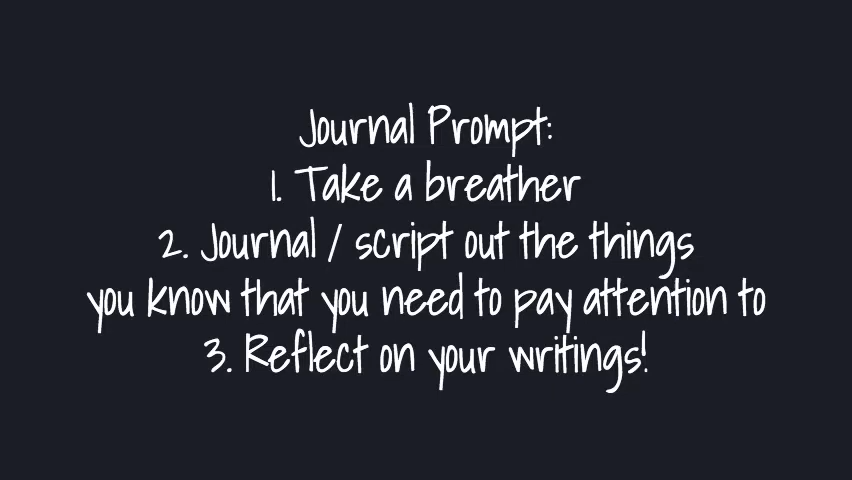 Journal Prompt:
1. Take a breather
2. Journal / script out the things
you know that you need to pay attention to
3. Reflect on your writings!